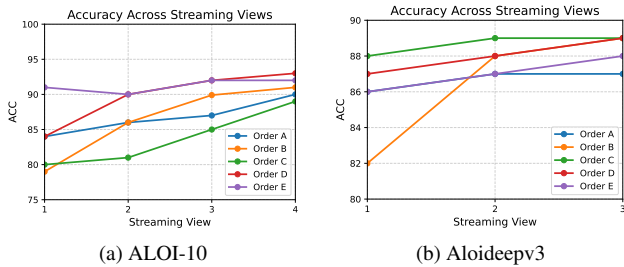 Accuracy Across Streaming Views
100
95
90
85
80
75
ACC
1
2
3
4
Streaming View
Order A
Order B
Order C
Order D
Order E
(a) ALOI-10
Accuracy Across Streaming Views
90
88
86
84
82
80
ACC
1
2
3
Streaming View
Order A
Order B
Order C
Order D
Order E
(b) Aloideepv3